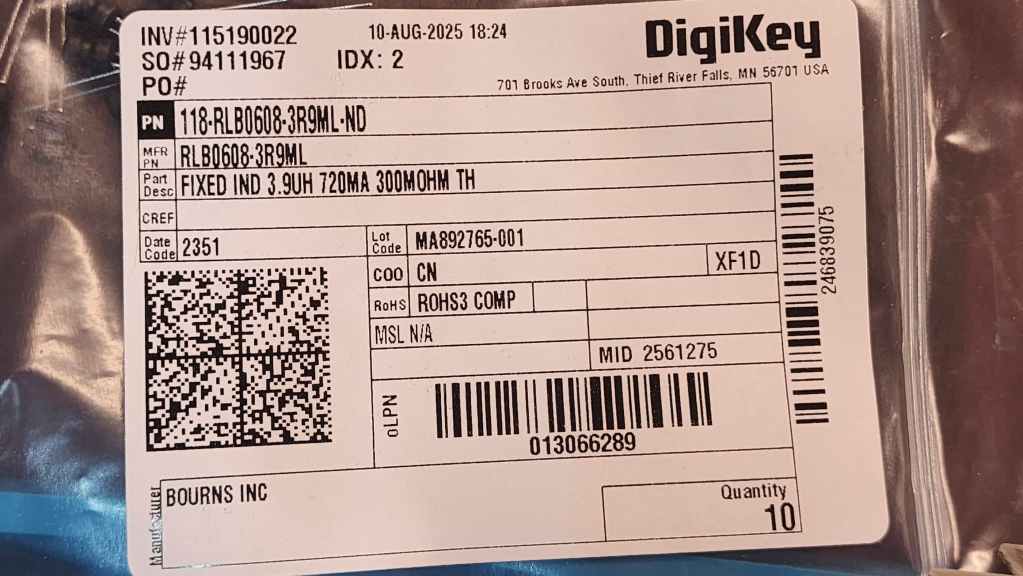 INV#115190022 10-AUG-2025 18:24 DigiKey
SO#94111967 IDX: 2
PO# 701 Brooks Ave South, Thief River Falls, MN 56701 USA
PN 118-RLB0608-3R9ML-ND
MFR PN RLB0608-3R9ML
Part Desc FIXED IND 3.9UH 720MA 300MOHM TH
CREF
Date Code 2351 Lot Code MA892765-001
COO CN XF1D
RoHS ROHS3 COMP
MSL N/A
MID 2561275
oLPN
013066289
246839075
Manufacturer BOURNS INC
Quantity
10